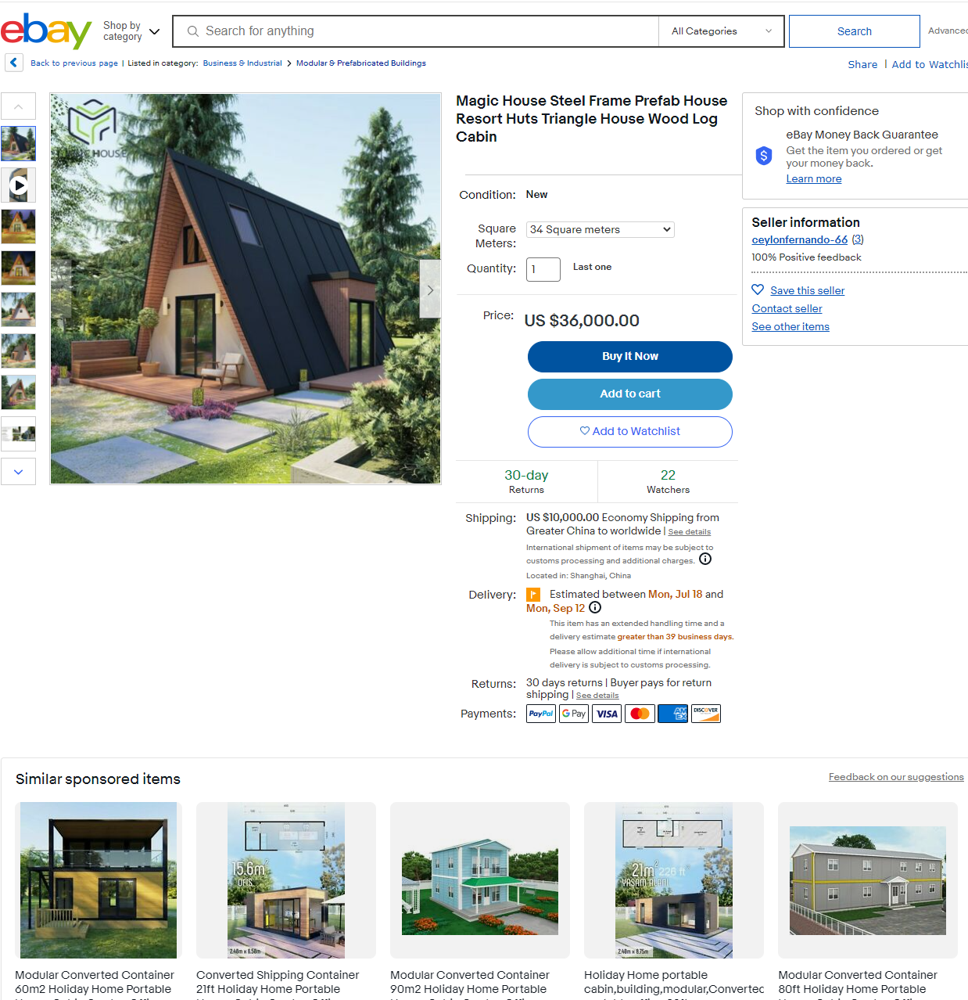 ebay
Shop by
category
Search for anything
All Categories
Search
Advanced
Back to previous page | Listed in category: Business & Industrial > Modular & Prefabricated Buildings
Share | Add to Watchlis
HOUSE
Magic House Steel Frame Prefab House
Resort Huts Triangle House Wood Log
Cabin
Condition: New
Square
Meters:
34 Square meters
Quantity: 1 Last one
Price: US $36,000.00
Buy It Now
Add to cart
Add to Watchlist
30-day
Returns
22
Watchers
Shipping: US $10,000.00 Economy Shipping from
Greater China to worldwide | See details
International shipment of items may be subject to
customs processing and additional charges.
Located in: Shanghai, China
Delivery: Estimated between Mon, Jul 18 and
Mon, Sep 12
This item has an extended handling time and a
delivery estimate greater than 39 business days.
Please allow additional time if international
delivery is subject to customs processing.
Returns: 30 days returns | Buyer pays for return
shipping | See details
Payments: PayPal G Pay VISA AMEX DISCOVER
Shop with confidence
eBay Money Back Guarantee
Get the item you ordered or get
your money back.
Learn more
Seller information
ceylonfernando-66 (3)
100% Positive feedback
Save this seller
Contact seller
See other items
Similar sponsored items
Feedback on our suggestions
15.6m²
OFIS
2.40m x 6.50m
21m² 226 ft
YASAM ALANI
2.40m x 8.75m
Modular Converted Container
60m2 Holiday Home Portable
Converted Shipping Container
21ft Holiday Home Portable
Modular Converted Container
90m2 Holiday Home Portable
Holiday Home portable
cabin,building,modular,Convertec
Modular Converted Container
80ft Holiday Home Portable